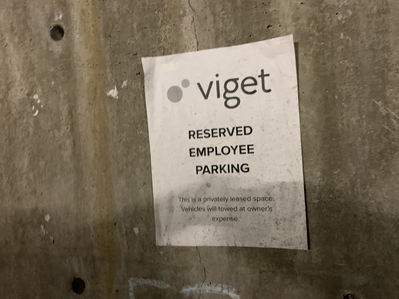 viget
RESERVED
EMPLOYEE
PARKING
This is a privately leased space.
Vehicles will towed at owner's
expense